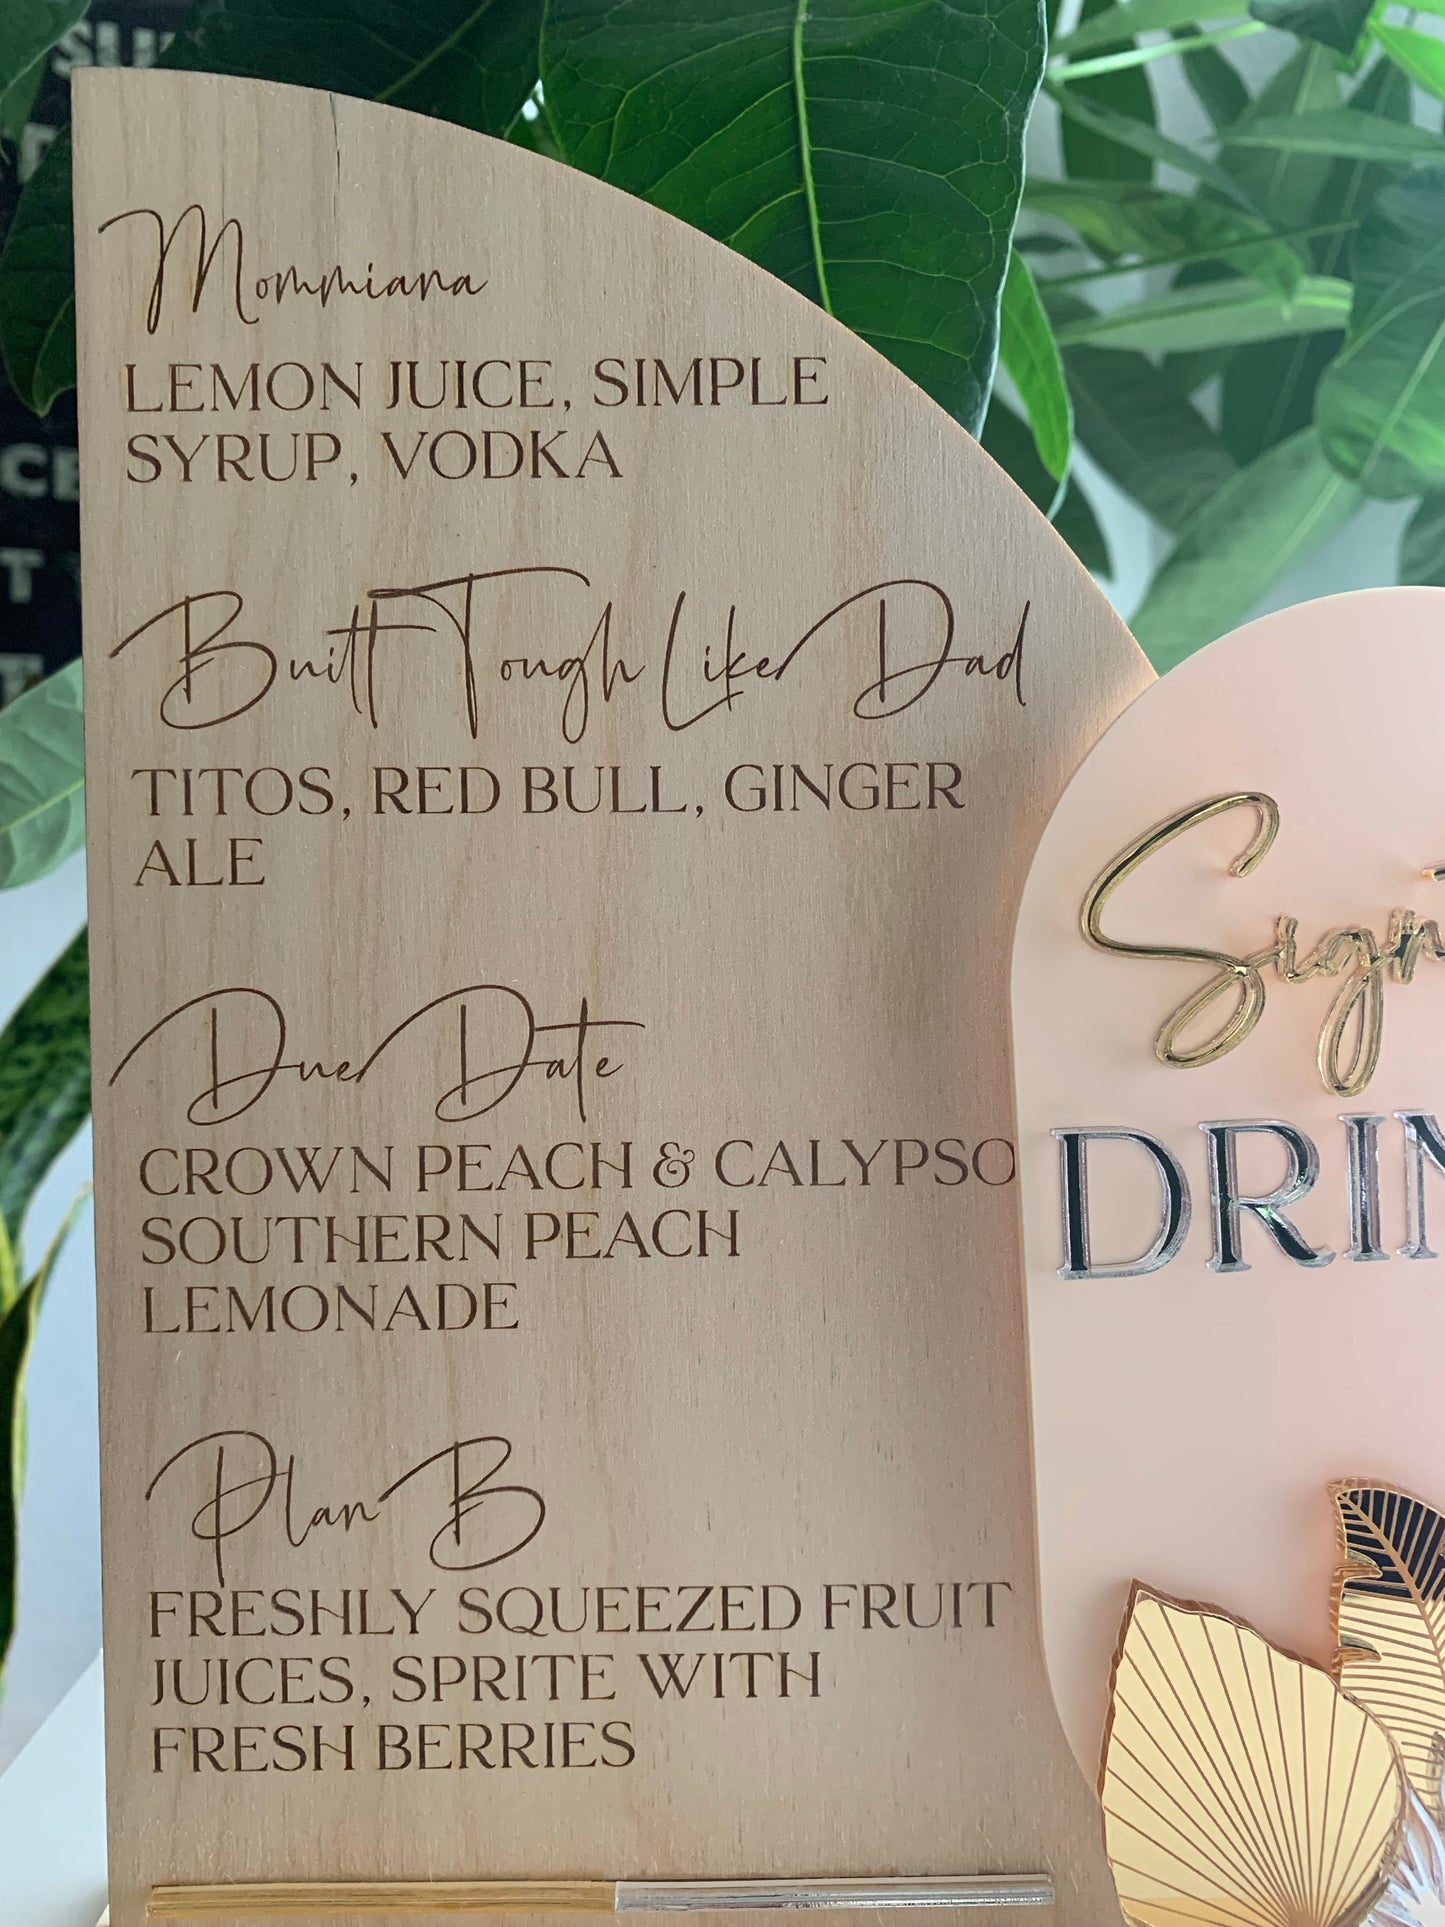 Mommiana
LEMON JUICE, SIMPLE
SYRUP, VODKA
Built Tough Like Dad
TITOS, RED BULL, GINGER
ALE
Due Date
CROWN PEACH & CALYPSO
SOUTHERN PEACH
LEMONADE
Plan B
FRESHLY SQUEEZED FRUIT
JUICES, SPRITE WITH
FRESH BERRIES